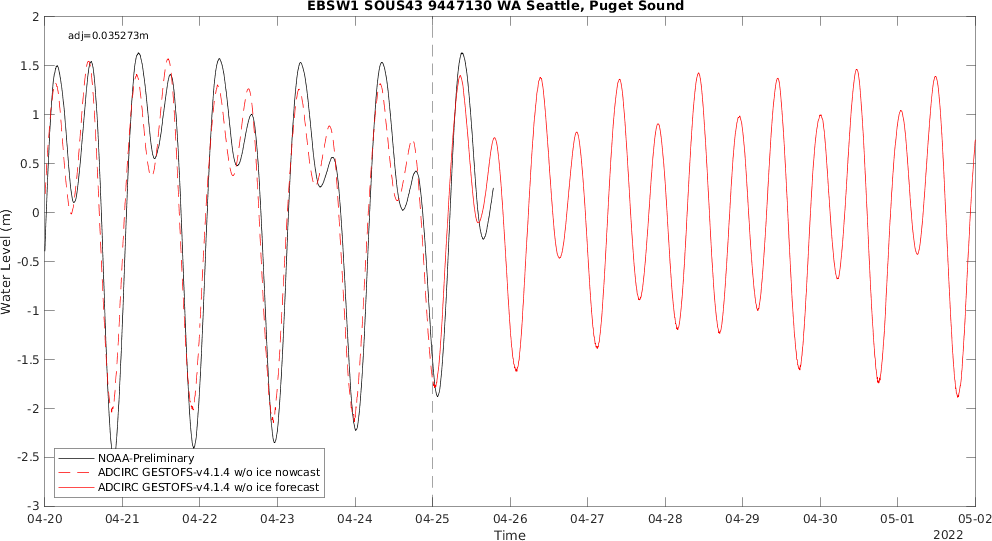 EBSW1 SOUS43 9447130 WA Seattle, Puget Sound
adj=0.035273m
Water Level (m)
2
1.5
1
0.5
0
-0.5
-1
-1.5
-2
-2.5
-3
NOAA-Preliminary
ADCIRC GESTOFS-v4.1.4 w/o ice nowcast
ADCIRC GESTOFS-v4.1.4 w/o ice forecast
04-20 04-21 04-22 04-23 04-24 04-25 04-26 04-27 04-28 04-29 04-30 05-01 05-02
Time
2022